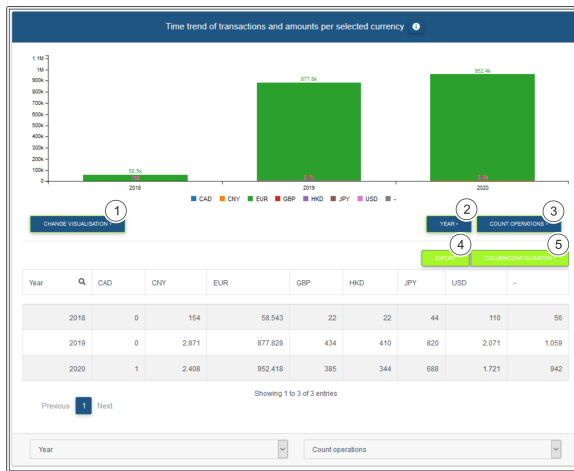 Time trend of transactions and amounts per selected currency
1.1M
1M
900k
800k
700k
600k
500k
400k
300k
200k
100k
0
58.5k
877.8k
952.4k
2018
2019
2020
CAD CNY EUR GBP HKD JPY USD -
1
2
3
CHANGE VISUALISATION
YEAR
COUNT OPERATIONS
4
5
EXPORT
COLUMNCONFIGURATION
Year CAD CNY EUR GBP HKD JPY USD -
2018 0 154 58.543 22 22 44 110 56
2019 0 2.871 877.828 434 410 820 2.071 1.059
2020 1 2.408 952.418 385 344 688 1.721 942
Showing 1 to 3 of 3 entries
Previous 1 Next
Year
Count operations